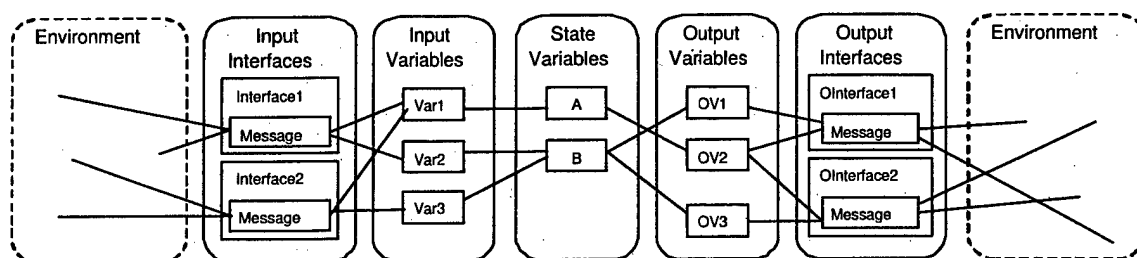 Environment
Input
Interfaces
Interface1
Message
Interface2
Message
Input
Variables
Var1
Var2
Var3
State
Variables
A
B
Output
Variables
OV1
OV2
OV3
Output
Interfaces
OInterface1
Message
OInterface2
Message
Environment